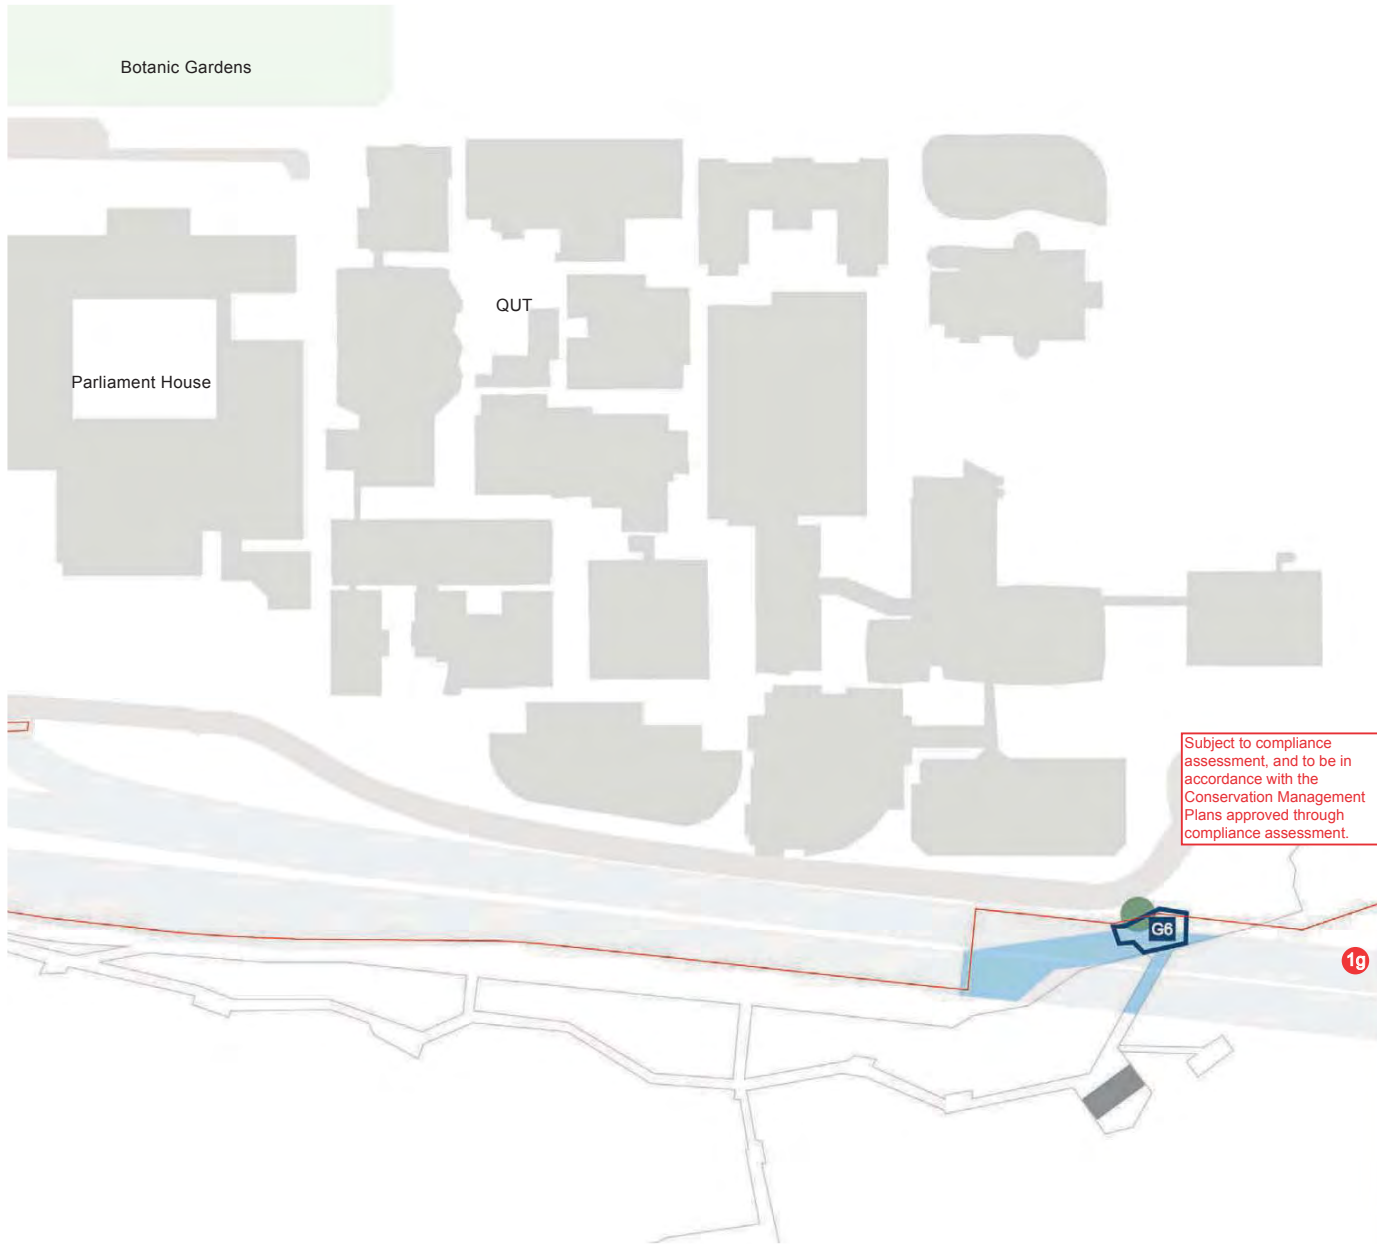 Botanic Gardens
QUT
Parliament House
Subject to compliance
assessment, and to be in
accordance with the
Conservation Management
Plans approved through
compliance assessment.
G6
1g